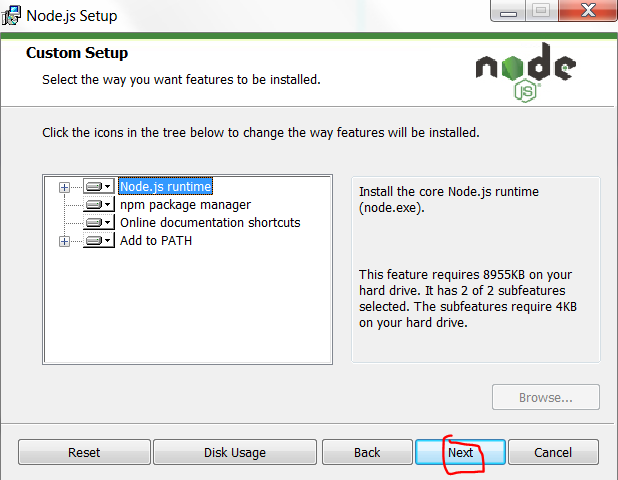 Node.js Setup
Custom Setup
Select the way you want features to be installed.
node
JS
Click the icons in the tree below to change the way features will be installed.
Node.js runtime
npm package manager
Online documentation shortcuts
Add to PATH
Install the core Node.js runtime
(node.exe).
This feature requires 8955KB on your
hard drive. It has 2 of 2 subfeatures
selected. The subfeatures require 4KB
on your hard drive.
Browse...
Reset
Disk Usage
Back
Next
Cancel